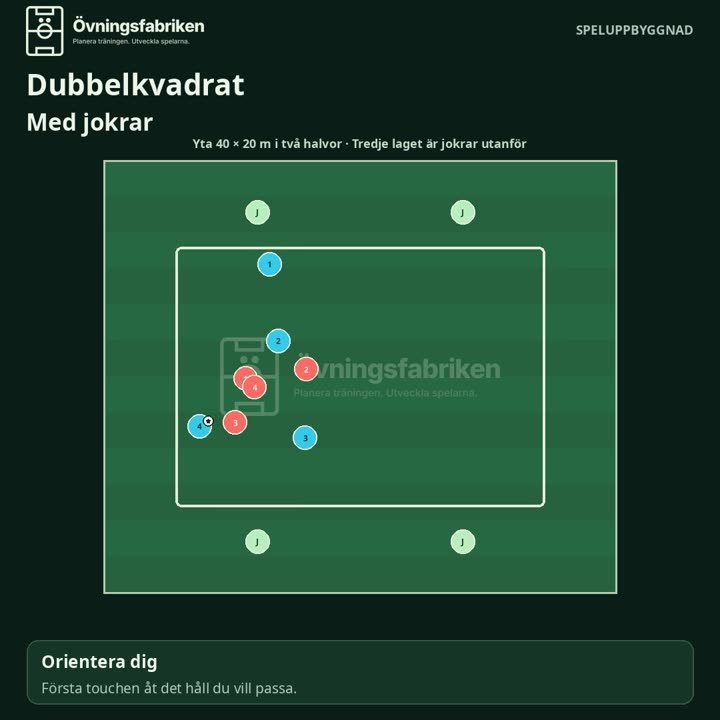 Övningsfabriken
Planera träningen. Utveckla spelarna.
SPELUPPBYGGNAD
Dubbelkvadrat
Med jokrar
Yta 40 × 20 m i två halvor · Tredje laget är jokrar utanför
J
J
1
2
Övningsfabriken
2
Planera träningen. Utveckla spelarna.
4
4
3
3
J
J
Orientera dig
Första touchen åt det håll du vill passa.